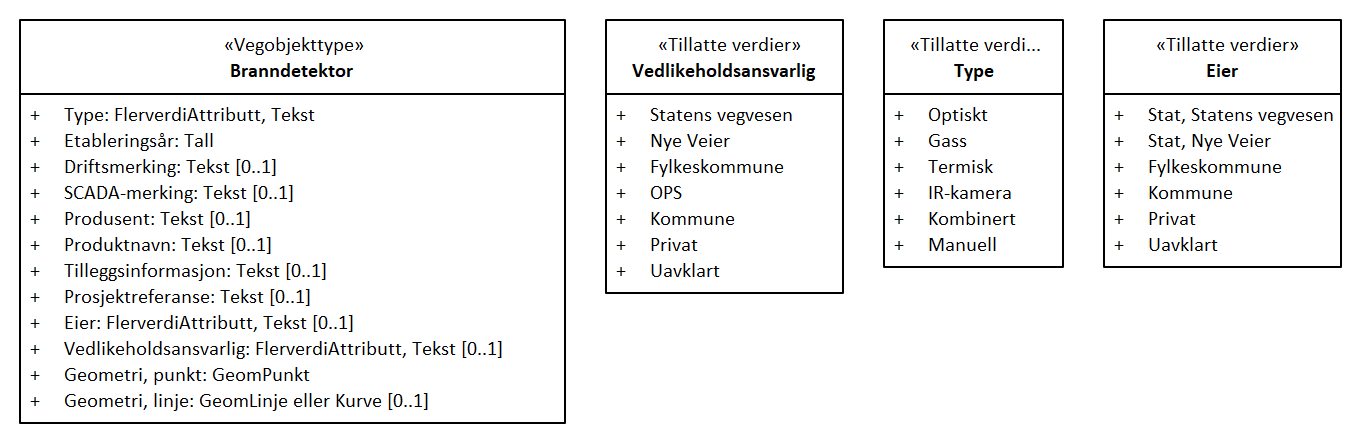 «Vegobjekttype»
Branndetektor
+ Type: FlerverdiAttributt, Tekst
+ Etableringsår: Tall
+ Driftsmerking: Tekst [0..1]
+ SCADA-merking: Tekst [0..1]
+ Produsent: Tekst [0..1]
+ Produktnavn: Tekst [0..1]
+ Tilleggsinformasjon: Tekst [0..1]
+ Prosjektreferanse: Tekst [0..1]
+ Eier: FlerverdiAttributt, Tekst [0..1]
+ Vedlikeholdsansvarlig: FlerverdiAttributt, Tekst [0..1]
+ Geometri, punkt: GeomPunkt
+ Geometri, linje: GeomLinje eller Kurve [0..1]
«Tillatte verdier»
Vedlikeholdsansvarlig
+ Statens vegvesen
+ Nye Veier
+ Fylkeskommune
+ OPS
+ Kommune
+ Privat
+ Uavklart
«Tillatte verdi...
Type
+ Optiskt
+ Gass
+ Termisk
+ IR-kamera
+ Kombinert
+ Manuell
«Tillatte verdier»
Eier
+ Stat, Statens vegvesen
+ Stat, Nye Veier
+ Fylkeskommune
+ Kommune
+ Privat
+ Uavklart